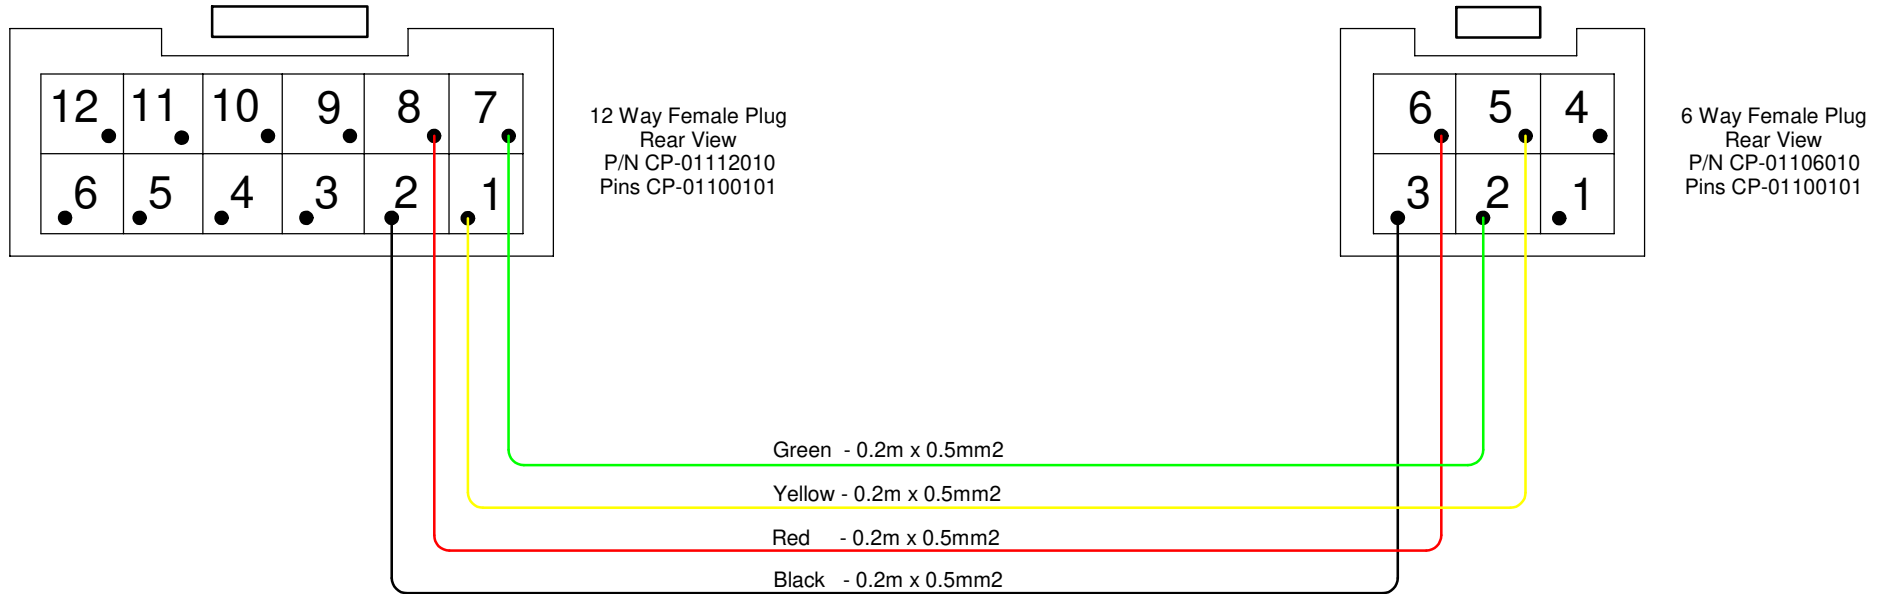 12 11 10 9 8 7
6 5 4 3 2 1
12 Way Female Plug
Rear View
P/N CP-01112010
Pins CP-01100101
6 5 4
3 2 1
6 Way Female Plug
Rear View
P/N CP-01106010
Pins CP-01100101
Green - 0.2m x 0.5mm2
Yellow - 0.2m x 0.5mm2
Red - 0.2m x 0.5mm2
Black - 0.2m x 0.5mm2